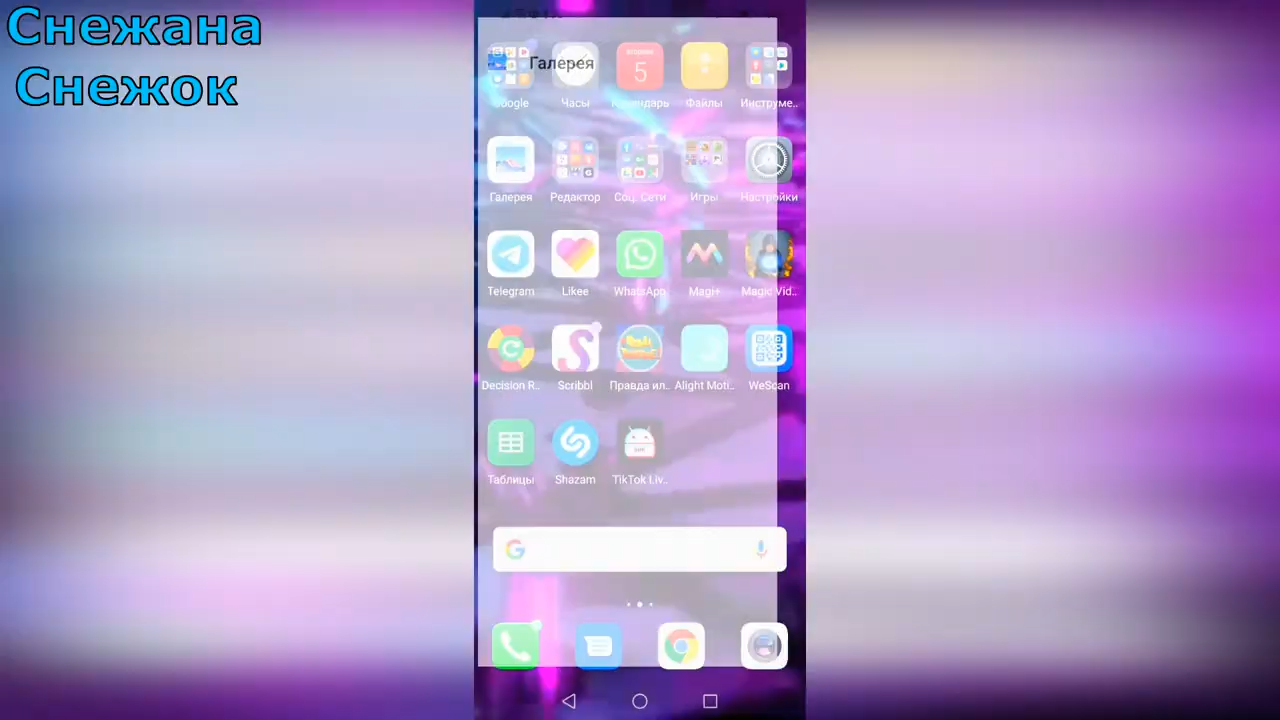 Снежана
Снежок
Галерея
Google Часы Календарь Файлы Инструме..
5
Галерея Редактор Соц. Сети Игры Настройки
Telegram Likee WhatsApp Magi+ Magic Vid..
Decision R.. Scribbl Правда ил.. Alight Moti.. WeScan
Таблицы Shazam TikTok Liv..